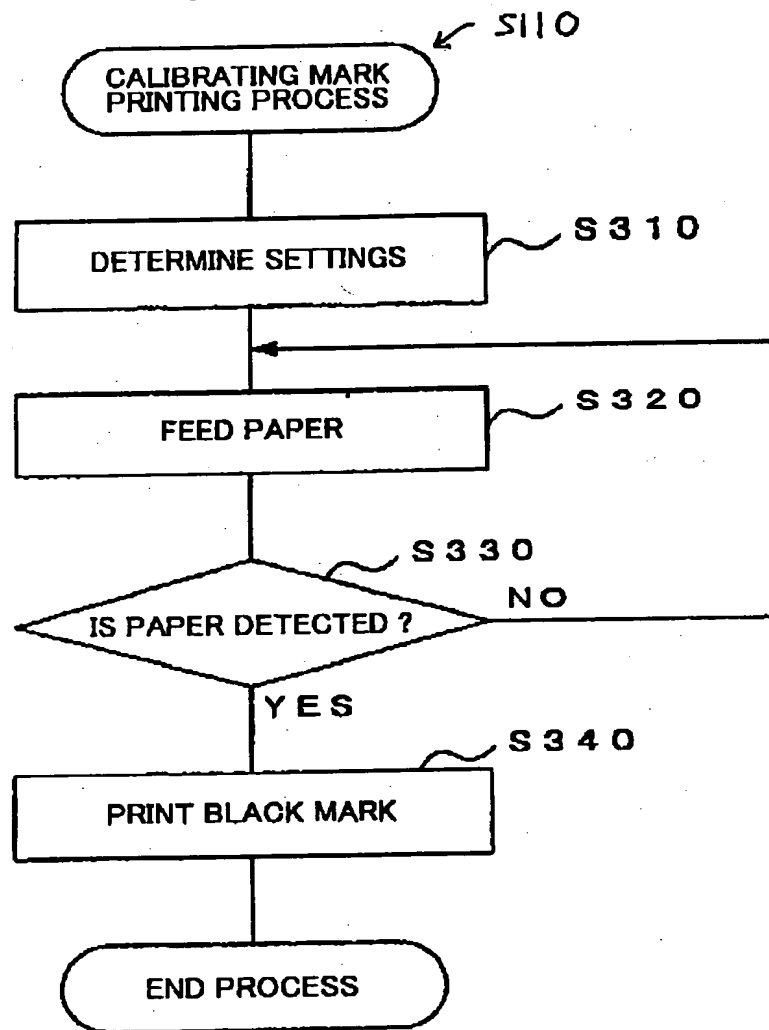 S110
CALIBRATING MARK
PRINTING PROCESS
S310
DETERMINE SETTINGS
S320
FEED PAPER
S330
IS PAPER DETECTED ?
NO
YES
S340
PRINT BLACK MARK
END PROCESS